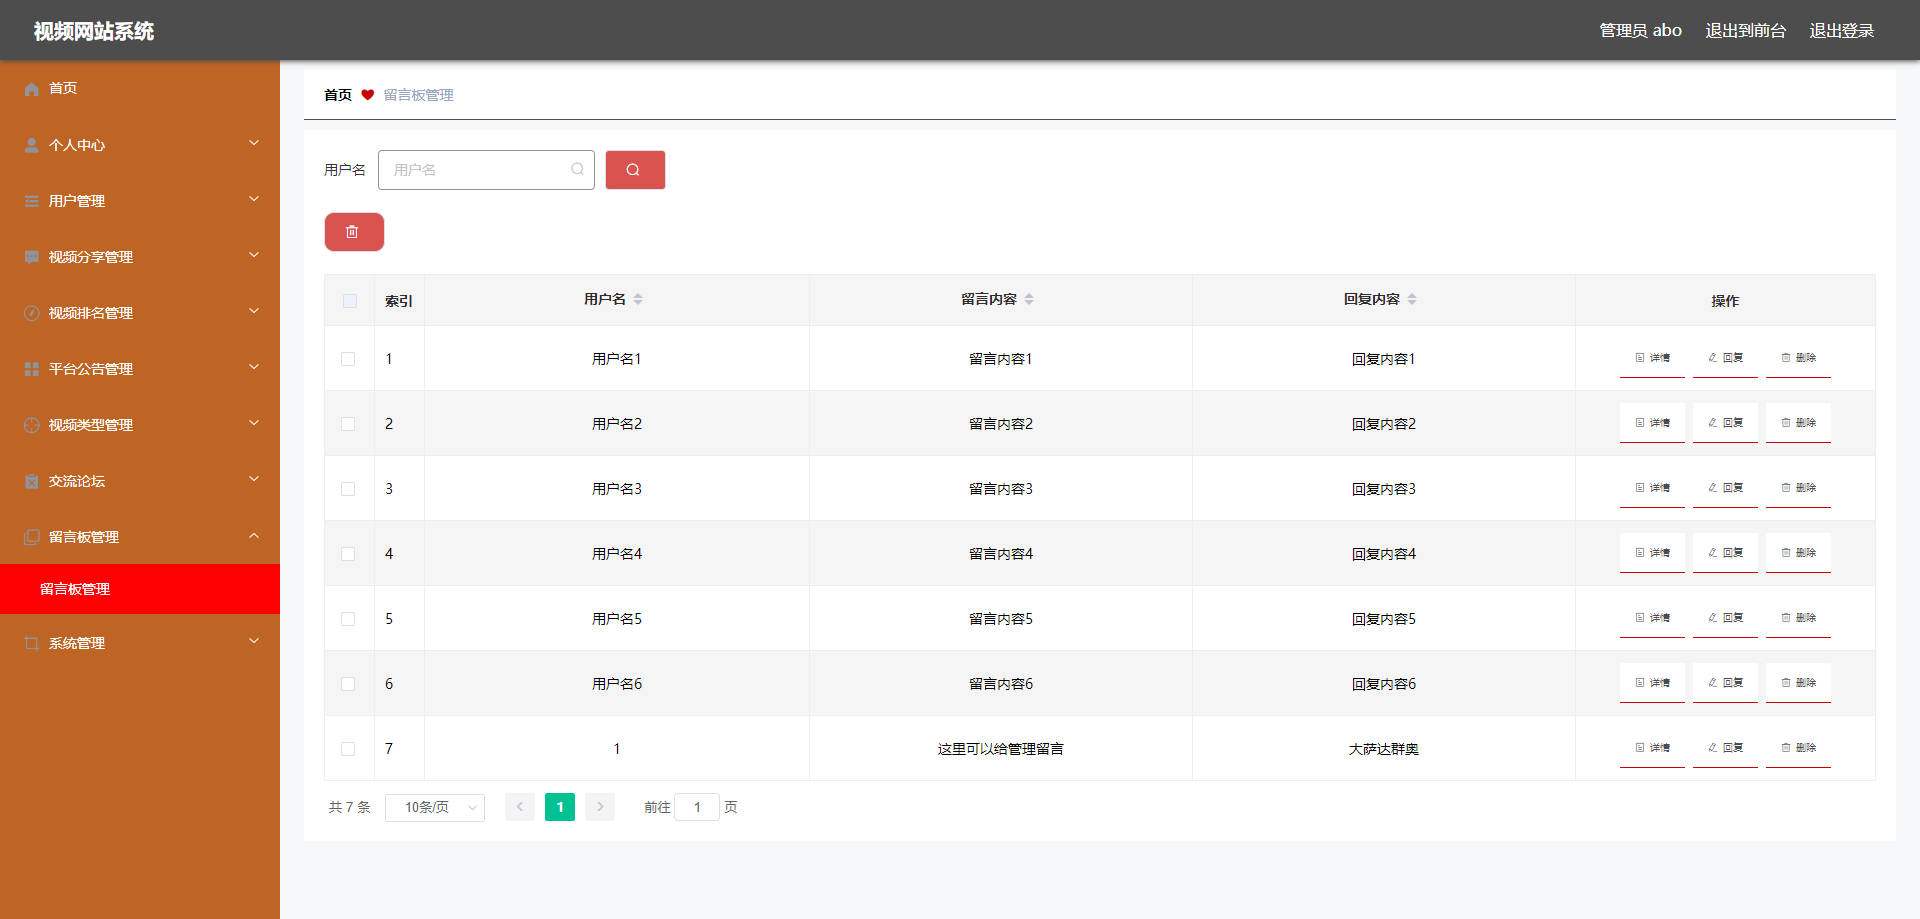 视频网站系统
管理员 abo 退出到前台 退出登录
首页
个人中心
用户管理
视频分享管理
视频排名管理
平台公告管理
视频类型管理
交流论坛
留言板管理
留言板管理
系统管理
首页 留言板管理
用户名 用户名
索引 用户名 留言内容 回复内容 操作
1 用户名1 留言内容1 回复内容1 详情 回复 删除
2 用户名2 留言内容2 回复内容2 详情 回复 删除
3 用户名3 留言内容3 回复内容3 详情 回复 删除
4 用户名4 留言内容4 回复内容4 详情 回复 删除
5 用户名5 留言内容5 回复内容5 详情 回复 删除
6 用户名6 留言内容6 回复内容6 详情 回复 删除
7 1 这里可以给管理留言 大萨达群奥 详情 回复 删除
共 7 条 10条/页 1 前往 1 页